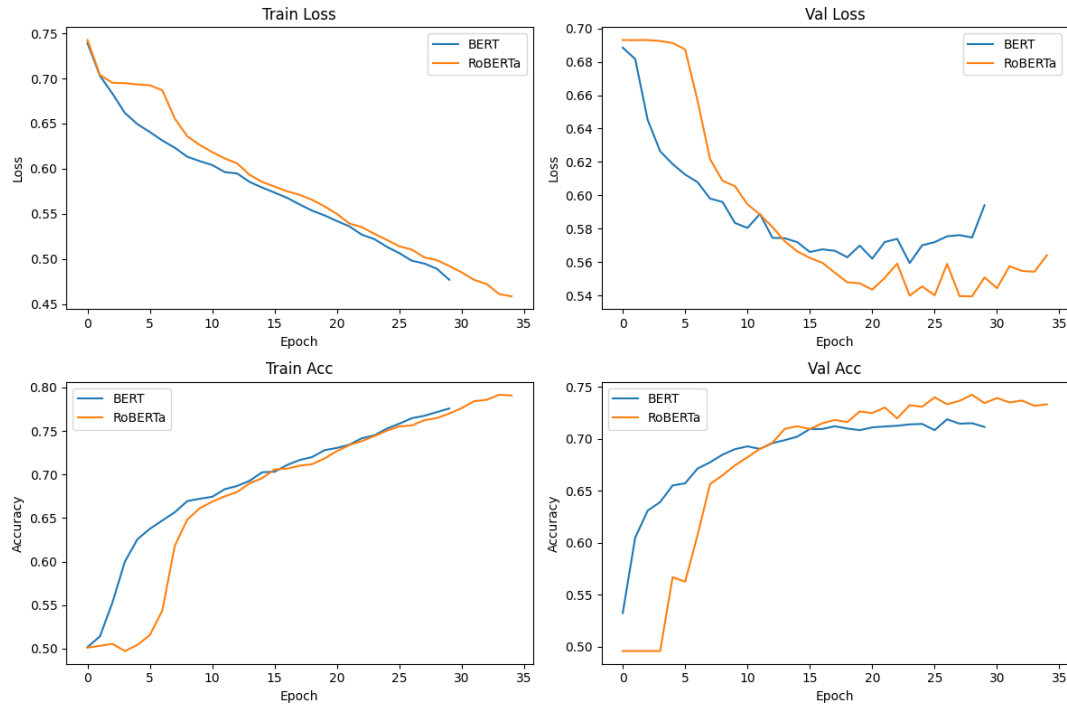 Train Loss
0.75
0.70
0.65
0.60
0.55
0.50
0.45
Loss
BERT
RoBERTa
0 5 10 15 20 25 30 35
Epoch
Val Loss
0.70
0.68
0.66
0.64
0.62
0.60
0.58
0.56
0.54
Loss
BERT
RoBERTa
0 5 10 15 20 25 30 35
Epoch
Train Acc
0.80
0.75
0.70
0.65
0.60
0.55
0.50
Accuracy
BERT
RoBERTa
0 5 10 15 20 25 30 35
Epoch
Val Acc
0.75
0.70
0.65
0.60
0.55
0.50
Accuracy
BERT
RoBERTa
0 5 10 15 20 25 30 35
Epoch